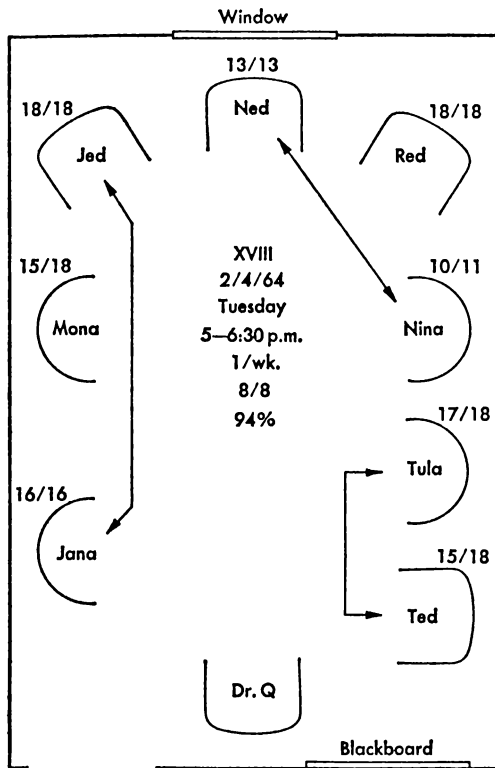 Window
13/13
Ned
18/18
Jed
18/18
Red
15/18
Mona
XVIII
2/4/64
Tuesday
5—6:30 p.m.
1/wk.
8/8
94%
10/11
Nina
17/18
Tula
16/16
Jana
15/18
Ted
Dr. Q
Blackboard